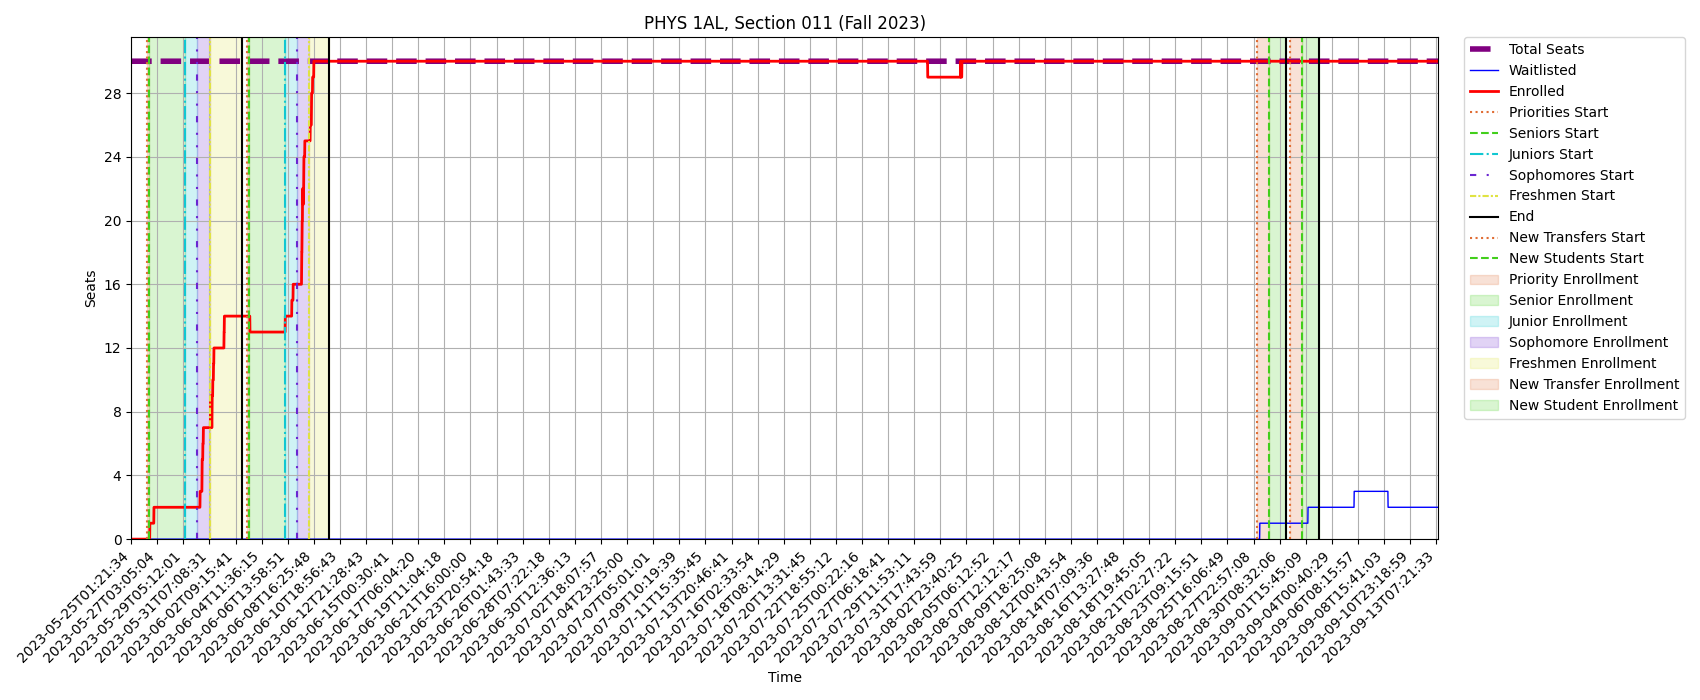 PHYS 1AL, Section 011 (Fall 2023)
Seats
28
24
20
16
12
8
4
0
2023-05-25T01:21:34
2023-05-27T03:05:04
2023-05-29T05:12:01
2023-05-31T07:08:31
2023-06-02T09:15:41
2023-06-04T11:36:15
2023-06-06T13:58:51
2023-06-08T16:25:48
2023-06-10T18:56:43
2023-06-12T21:28:43
2023-06-15T00:30:41
2023-06-17T06:04:20
2023-06-19T11:04:18
2023-06-21T16:00:00
2023-06-23T20:54:18
2023-06-26T01:43:33
2023-06-28T07:22:18
2023-06-30T12:36:13
2023-07-02T18:07:57
2023-07-04T23:25:00
2023-07-07T05:01:01
2023-07-09T10:19:39
2023-07-11T15:35:45
2023-07-13T20:46:41
2023-07-16T02:33:54
2023-07-18T08:14:29
2023-07-20T13:31:45
2023-07-22T18:55:12
2023-07-25T00:22:16
2023-07-27T06:18:41
2023-07-29T11:53:11
2023-07-31T17:43:59
2023-08-02T23:40:25
2023-08-05T06:12:52
2023-08-07T12:12:17
2023-08-09T18:25:08
2023-08-12T00:43:54
2023-08-14T07:09:36
2023-08-16T13:27:48
2023-08-18T19:45:05
2023-08-21T02:27:22
2023-08-23T09:15:51
2023-08-25T16:06:49
2023-08-27T22:57:08
2023-08-30T08:32:06
2023-09-01T15:45:09
2023-09-04T00:40:29
2023-09-06T08:15:57
2023-09-08T15:41:03
2023-09-10T23:18:59
2023-09-13T07:21:33
Time
Total Seats
Waitlisted
Enrolled
Priorities Start
Seniors Start
Juniors Start
Sophomores Start
Freshmen Start
End
New Transfers Start
New Students Start
Priority Enrollment
Senior Enrollment
Junior Enrollment
Sophomore Enrollment
Freshmen Enrollment
New Transfer Enrollment
New Student Enrollment